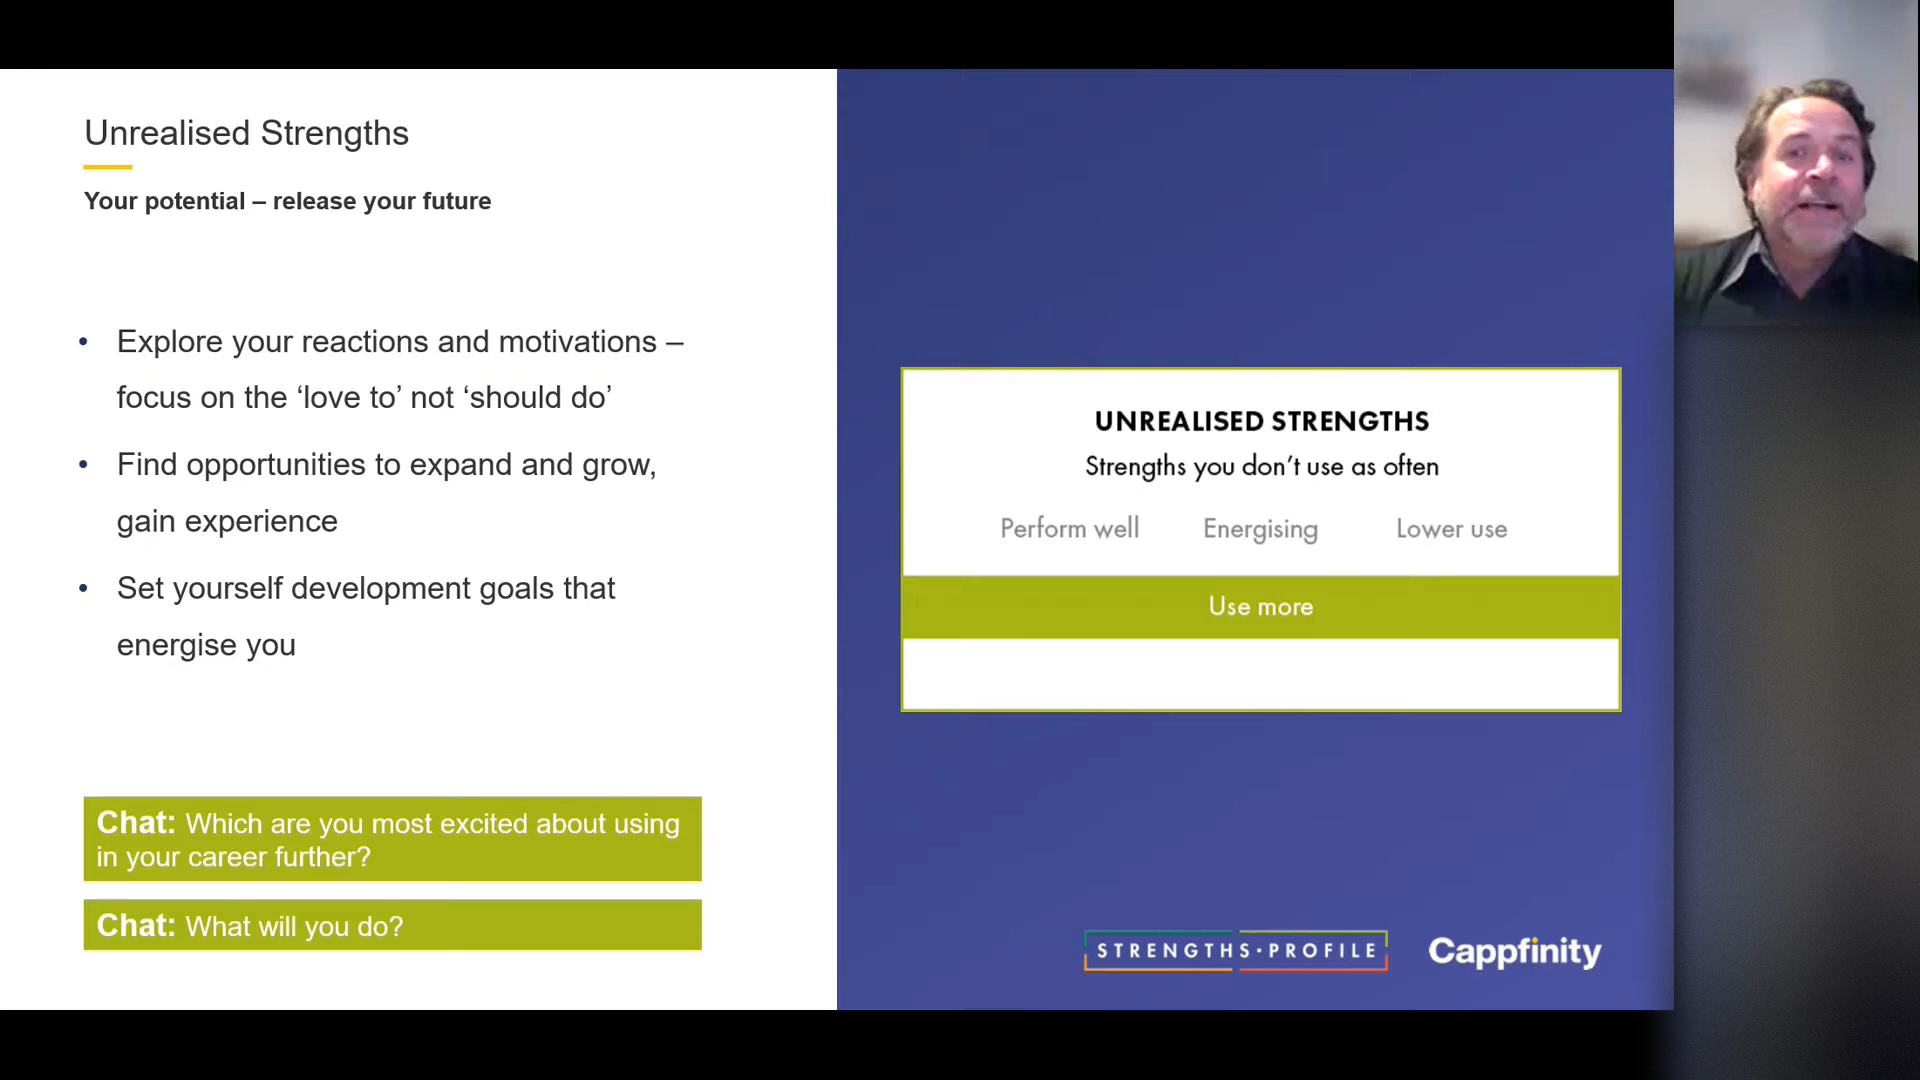 Unrealised Strengths
Your potential – release your future
• Explore your reactions and motivations –
focus on the ‘love to’ not ‘should do’
• Find opportunities to expand and grow,
gain experience
• Set yourself development goals that
energise you
Chat: Which are you most excited about using
in your career further?
Chat: What will you do?
UNREALISED STRENGTHS
Strengths you don’t use as often
Perform well Energising Lower use
Use more
STRENGTHS·PROFILE
Cappfinity